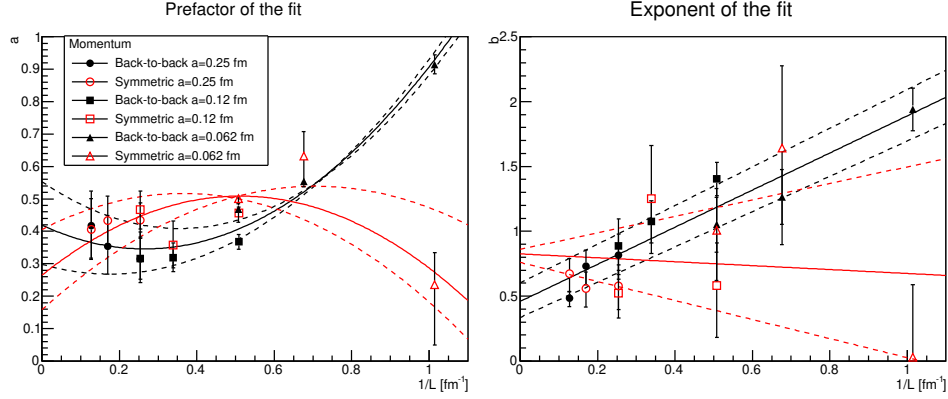 Prefactor of the fit
a
1
0.9
0.8
0.7
0.6
0.5
0.4
0.3
0.2
0.1
0
Momentum
Back-to-back a=0.25 fm
Symmetric a=0.25 fm
Back-to-back a=0.12 fm
Symmetric a=0.12 fm
Back-to-back a=0.062 fm
Symmetric a=0.062 fm
0 0.2 0.4 0.6 0.8 1
1/L [fm⁻¹]
Exponent of the fit
b
2.5
2
1.5
1
0.5
0
0 0.2 0.4 0.6 0.8 1
1/L [fm⁻¹]